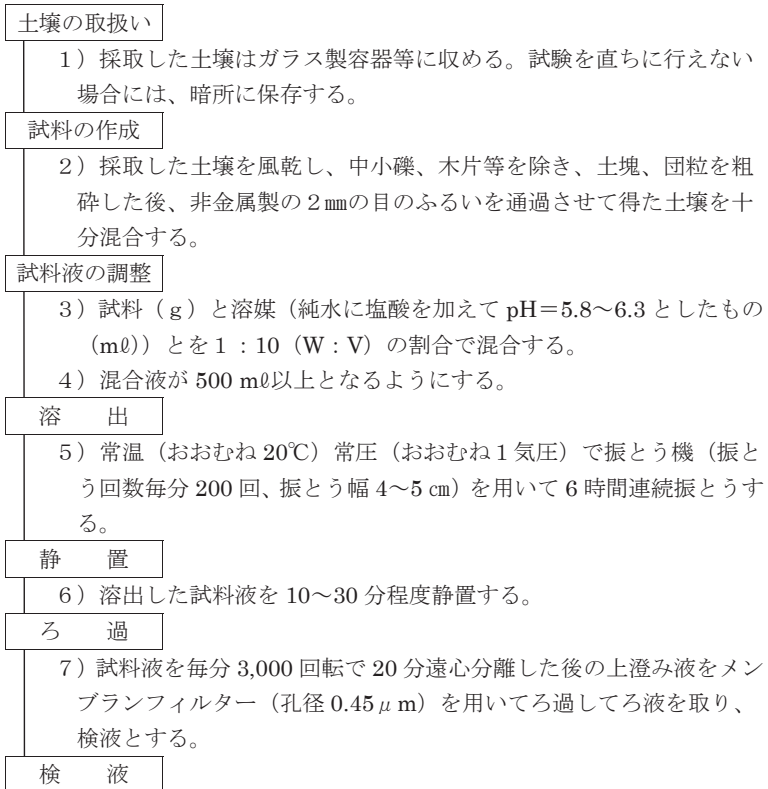 土壌の取扱い
1）採取した土壌はガラス製容器等に収める。試験を直ちに行えない
場合には、暗所に保存する。
試料の作成
2）採取した土壌を風乾し、中小礫、木片等を除き、土塊、団粒を粗
砕した後、非金属製の2㎜の目のふるいを通過させて得た土壌を十
分混合する。
試料液の調整
3）試料（g）と溶媒（純水に塩酸を加えて pH＝5.8～6.3 としたもの
（mℓ））とを1：10（W：V）の割合で混合する。
4）混合液が 500 mℓ以上となるようにする。
溶　　出
5）常温（おおむね 20℃）常圧（おおむね1気圧）で振とう機（振と
う回数毎分 200 回、振とう幅 4～5 ㎝）を用いて 6 時間連続振とうす
る。
静　　置
6）溶出した試料液を 10～30 分程度静置する。
ろ　　過
7）試料液を毎分 3,000 回転で 20 分遠心分離した後の上澄み液をメン
ブランフィルター（孔径 0.45μm）を用いてろ過してろ液を取り、
検液とする。
検　　液